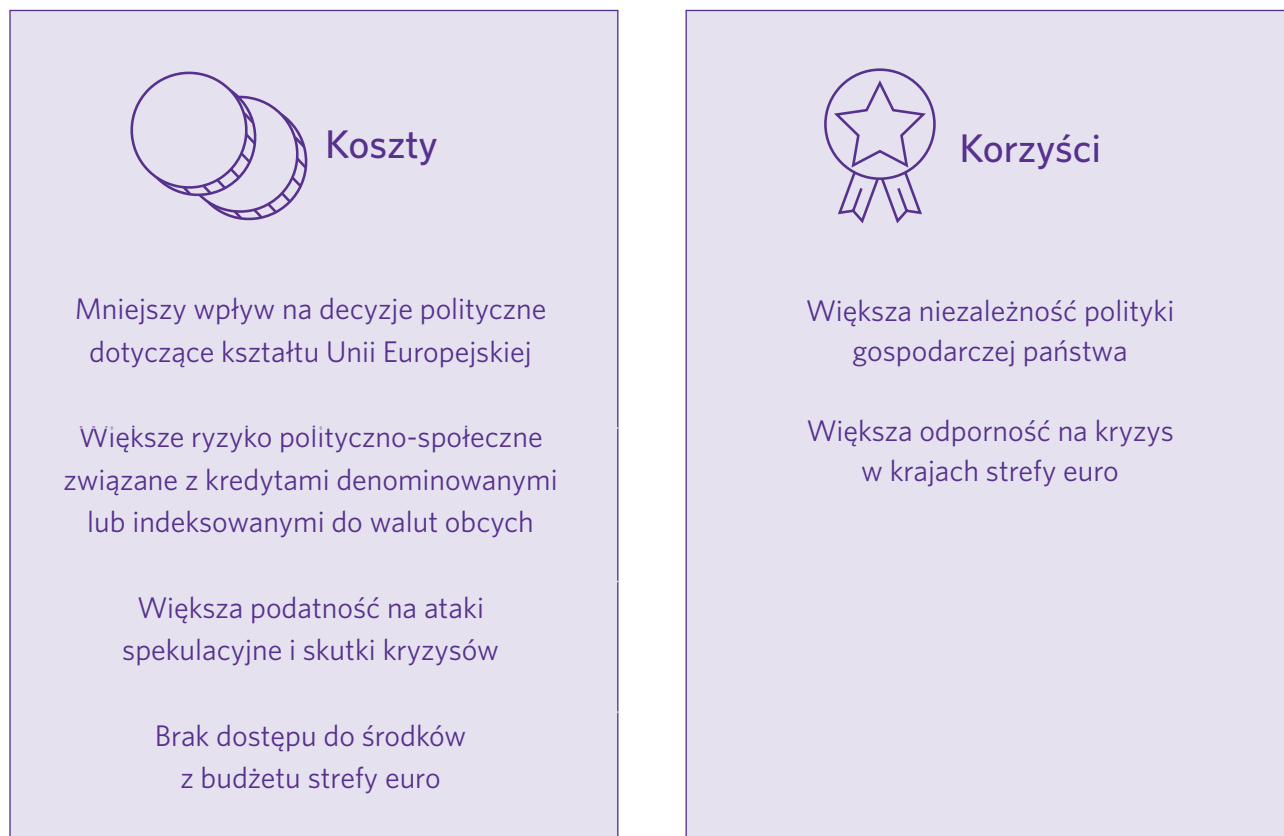 Koszty
Mniejszy wpływ na decyzje polityczne
dotyczące kształtu Unii Europejskiej
Większe ryzyko polityczno-społeczne
związane z kredytami denominowanymi
lub indeksowanymi do walut obcych
Większa podatność na ataki
spekulacyjne i skutki kryzysów
Brak dostępu do środków
z budżetu strefy euro
Korzyści
Większa niezależność polityki
gospodarczej państwa
Większa odporność na kryzys
w krajach strefy euro